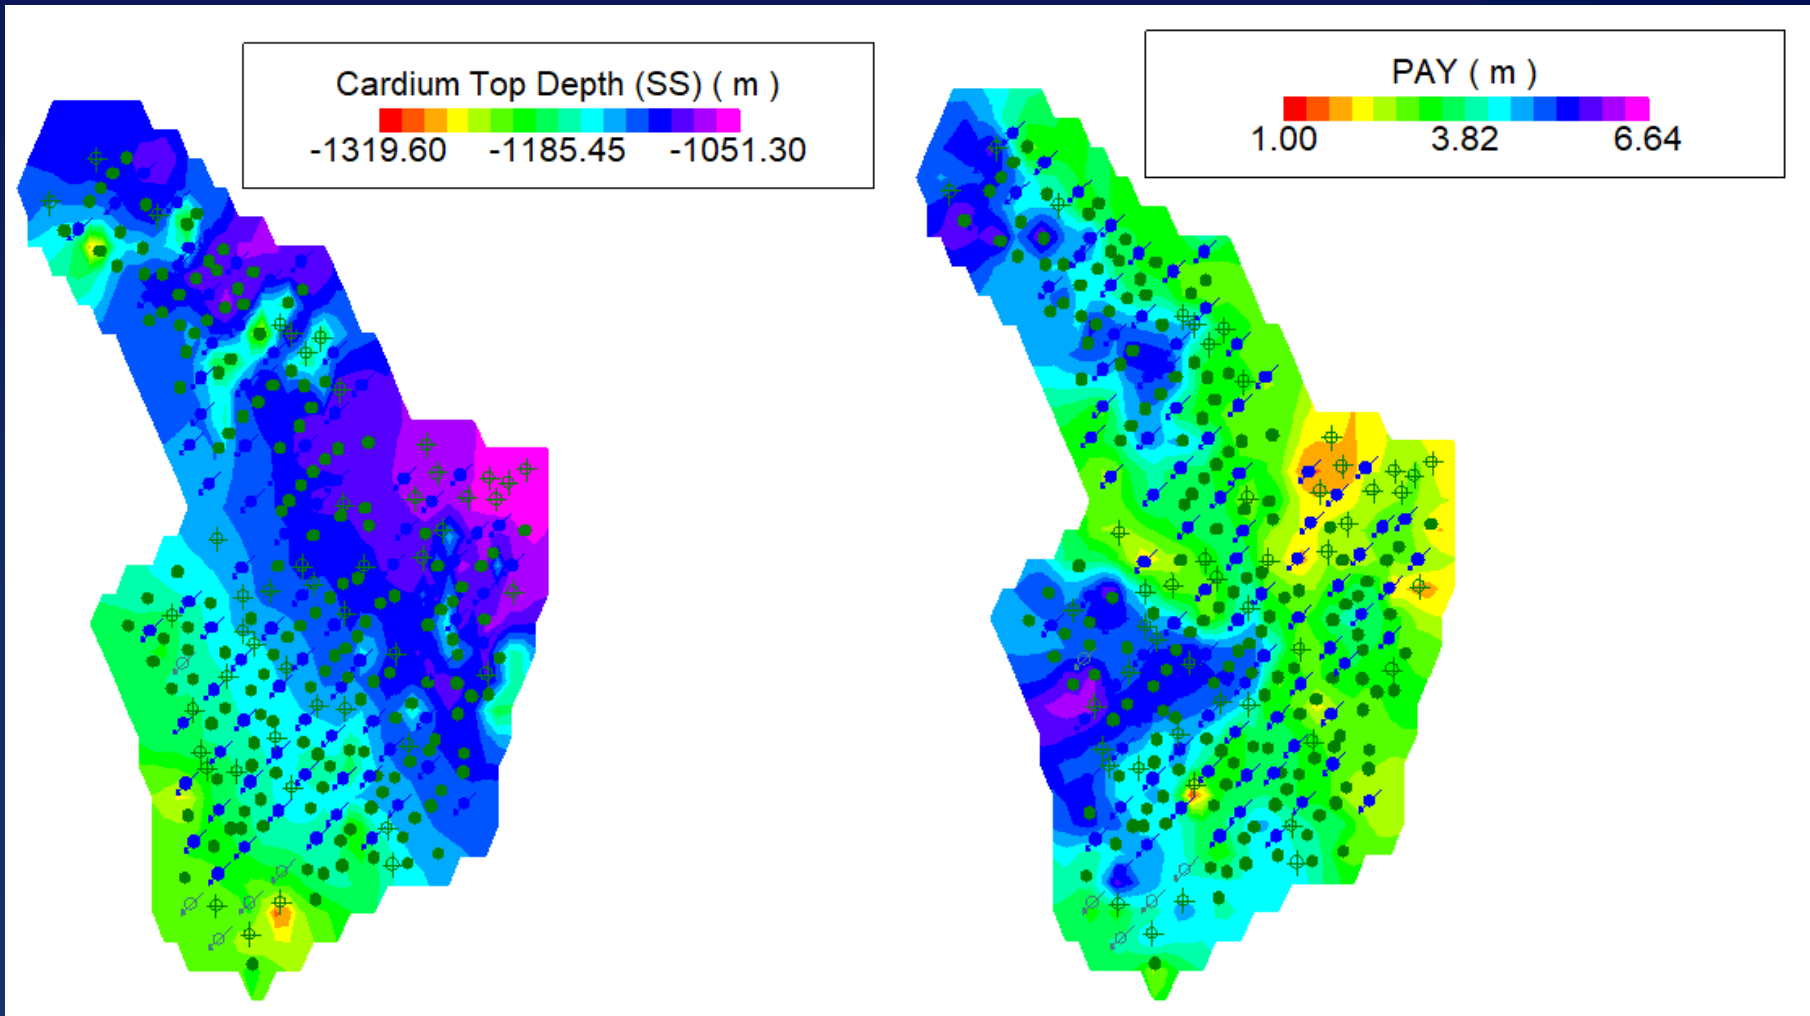 Cardium Top Depth (SS) ( m )
-1319.60 -1185.45 -1051.30
PAY ( m )
1.00 3.82 6.64